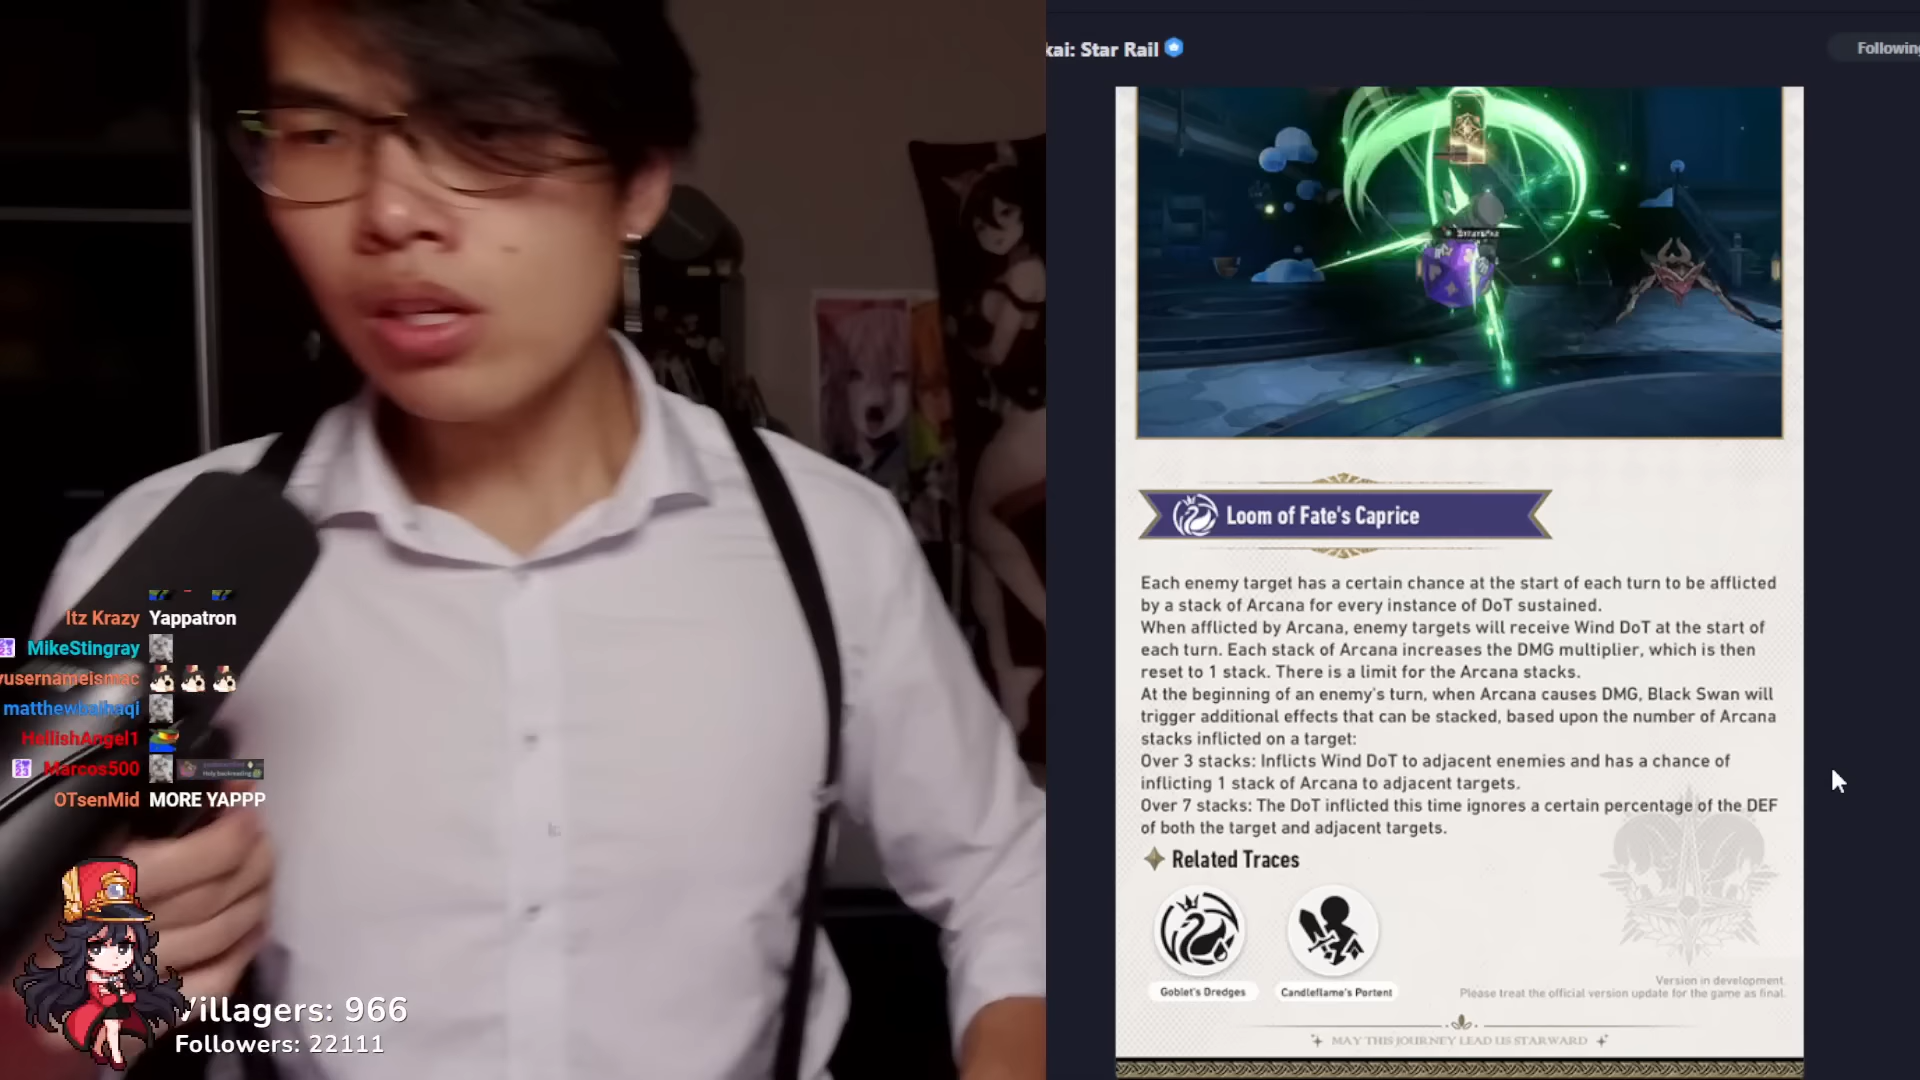 kai: Star Rail
Following
Loom of Fate's Caprice
Each enemy target has a certain chance at the start of each turn to be afflicted
by a stack of Arcana for every instance of DoT sustained.
When afflicted by Arcana, enemy targets will receive Wind DoT at the start of
each turn. Each stack of Arcana increases the DMG multiplier, which is then
reset to 1 stack. There is a limit for the Arcana stacks.
At the beginning of an enemy's turn, when Arcana causes DMG, Black Swan will
trigger additional effects that can be stacked, based upon the number of Arcana
stacks inflicted on a target:
Over 3 stacks: Inflicts Wind DoT to adjacent enemies and has a chance of
inflicting 1 stack of Arcana to adjacent targets.
Over 7 stacks: The DoT inflicted this time ignores a certain percentage of the DEF
of both the target and adjacent targets.
Related Traces
Goblet's Dredges
Candleflame's Portent
Version in development.
Please treat the official version update for the game as final.
MAY THIS JOURNEY LEAD US STARWARD
Itz Krazy Yappatron
MikeStingray
yusernameismac
matthewbaihaqi
HellishAngel1
Marcos500
OTsenMid MORE YAPPP
Villagers: 966
Followers: 22111